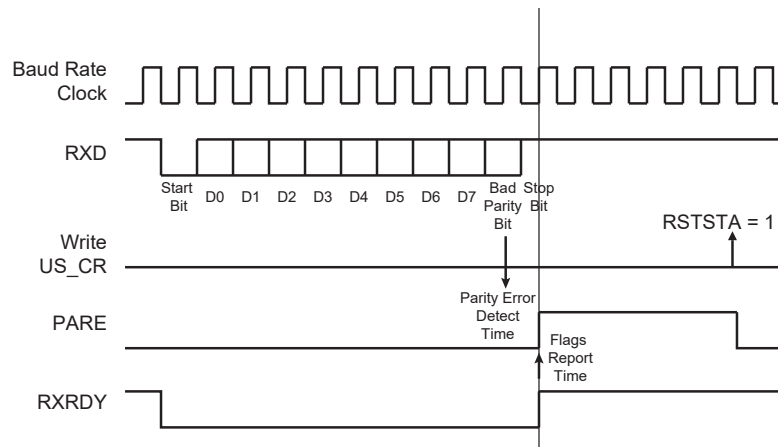 Baud Rate
Clock
RXD
Start
Bit
D0
D1
D2
D3
D4
D5
D6
D7
Bad
Parity
Bit
Stop
Bit
RSTSTA = 1
Write
US_CR
Parity Error
Detect
Time
PARE
Flags
Report
Time
RXRDY